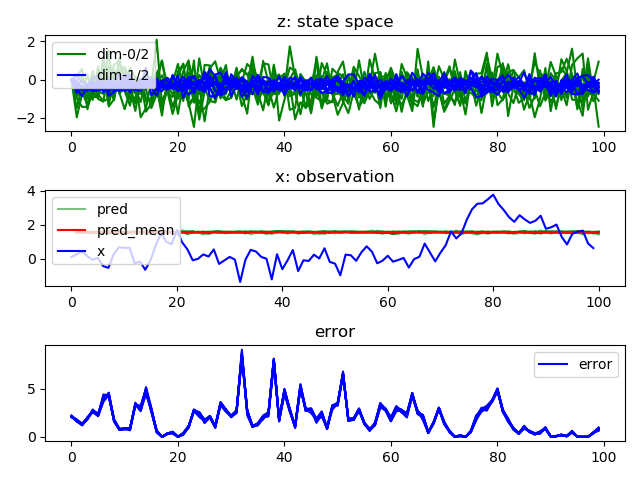 z: state space
2
0
−2
dim-0/2
dim-1/2
0 20 40 60 80 100
x: observation
4
2
0
pred
pred_mean
x
0 20 40 60 80 100
error
5
0
error
0 20 40 60 80 100